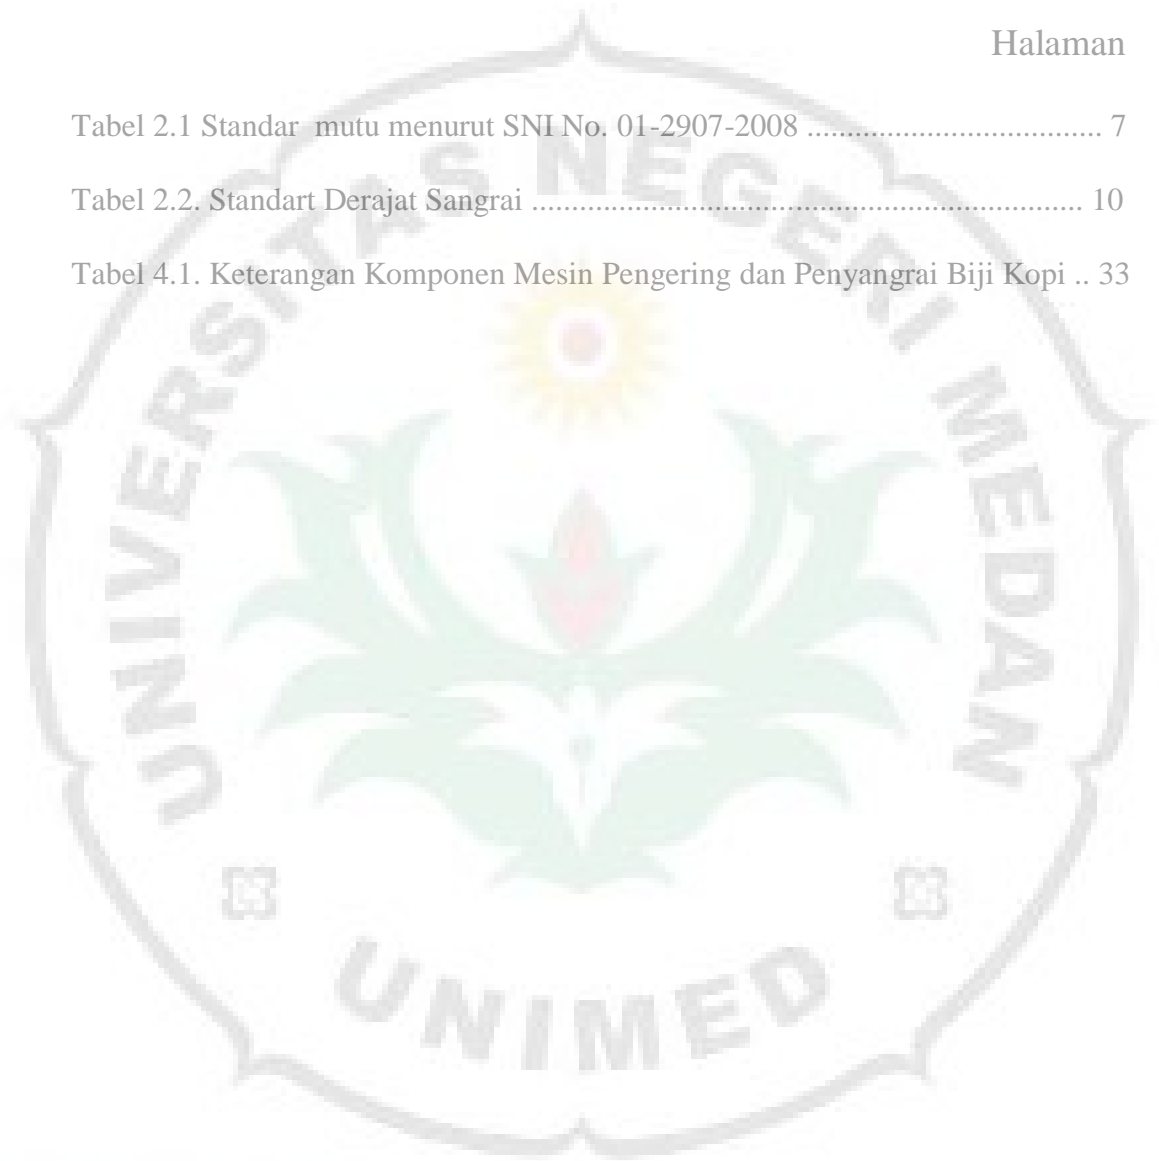 Halaman
Tabel 2.1 Standar mutu menurut SNI No. 01-2907-2008 ..................................... 7
Tabel 2.2. Standart Derajat Sangrai ..................................................................... 10
Tabel 4.1. Keterangan Komponen Mesin Pengering dan Penyangrai Biji Kopi .. 33
UNIVERSITAS NEGERI MEDAN
UNIMED